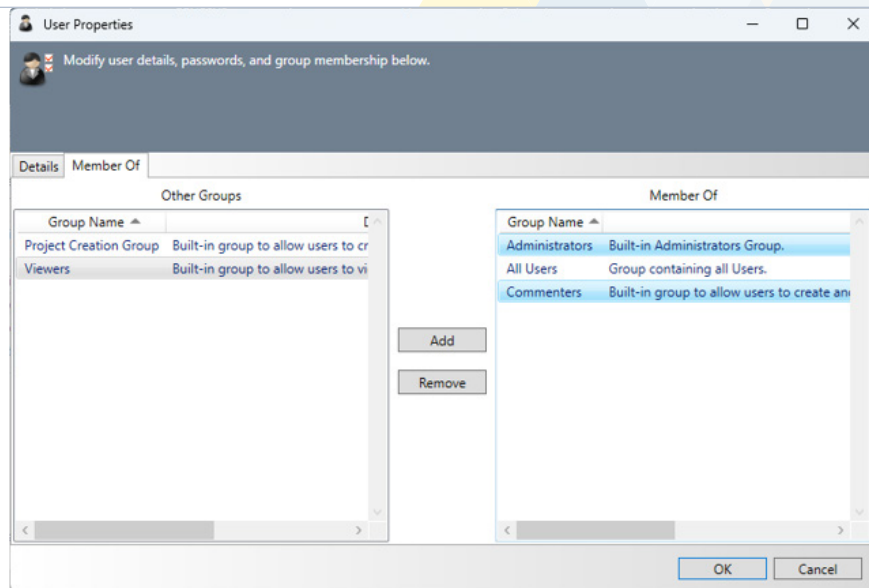 User Properties
Modify user details, passwords, and group membership below.
Details Member Of
Other Groups
Group Name
Project Creation Group Built-in group to allow users to cr
Viewers Built-in group to allow users to vi
Add
Remove
Member Of
Group Name
Administrators Built-in Administrators Group.
All Users Group containing all Users.
Commenters Built-in group to allow users to create an
OK Cancel